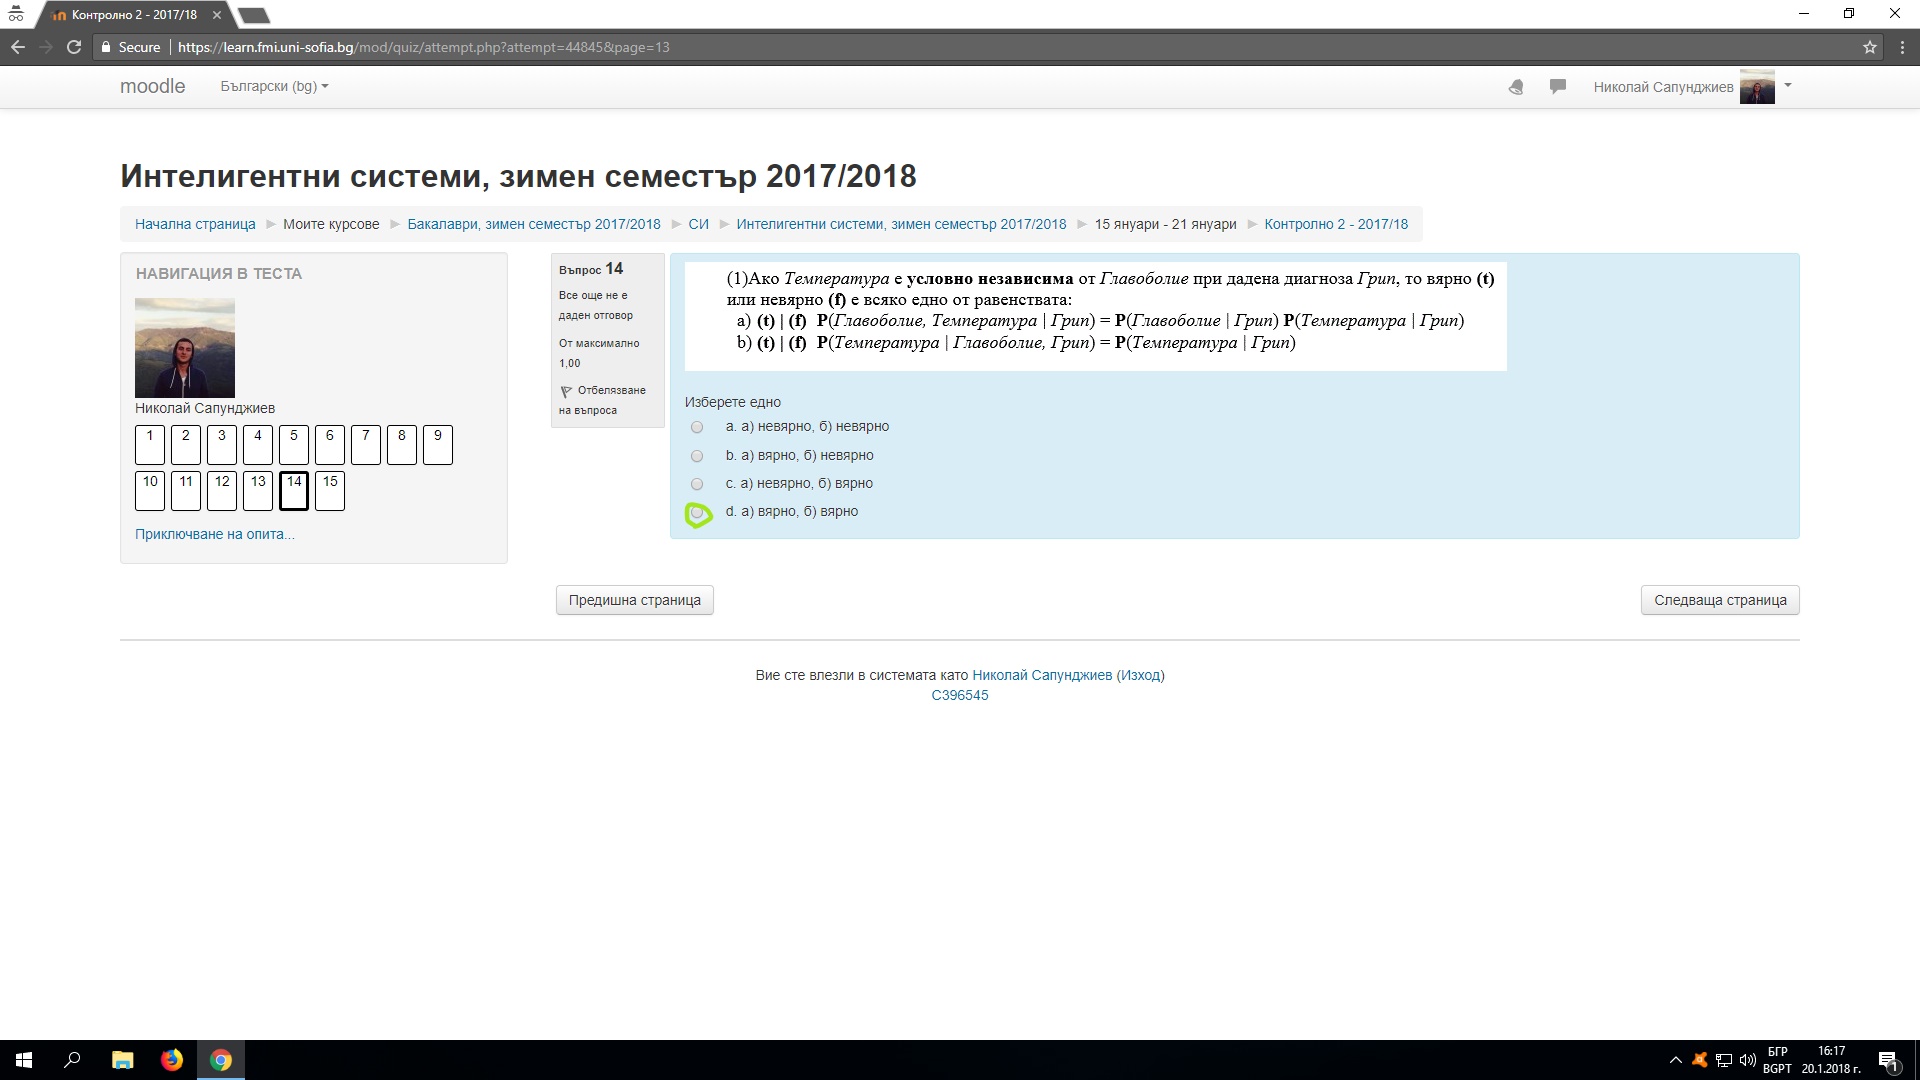 Контролно 2 - 2017/18
Secure https://learn.fmi.uni-sofia.bg/mod/quiz/attempt.php?attempt=44845&page=13
moodle Български (bg) Николай Сапунджиев
Интелигентни системи, зимен семестър 2017/2018
Начална страница Моите курсове Бакалаври, зимен семестър 2017/2018 СИ Интелигентни системи, зимен семестър 2017/2018 15 януари - 21 януари Контролно 2 - 2017/18
НАВИГАЦИЯ В ТЕСТА
Николай Сапунджиев
1 2 3 4 5 6 7 8 9
10 11 12 13 14 15
Приключване на опита...
Въпрос 14
Все още не е
даден отговор
От максимално
1,00
Отбелязване
на въпроса
(1)Ако Температура е условно независима от Главоболие при дадена диагноза Грип, то вярно (t)
или невярно (f) е всяко едно от равенствата:
a) (t) | (f) P(Главоболие, Температура | Грип) = P(Главоболие | Грип) P(Температура | Грип)
b) (t) | (f) P(Температура | Главоболие, Грип) = P(Температура | Грип)
Изберете едно
a. а) невярно, б) невярно
b. а) вярно, б) невярно
c. а) невярно, б) вярно
d. а) вярно, б) вярно
Предишна страница Следваща страница
Вие сте влезли в системата като Николай Сапунджиев (Изход)
СИ396545
БГР
BGPT
16:17
20.1.2018 г.
1